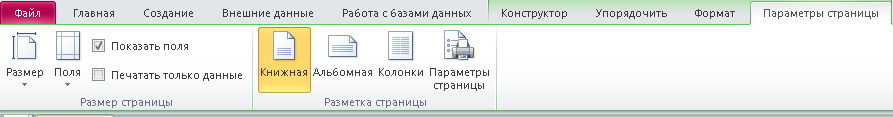 Файл Главная Создание Внешние данные Работа с базами данных Конструктор Упорядочить Формат Параметры страницы
Размер Поля Показать поля Печатать только данные
Размер страницы
Книжная Альбомная Колонки Параметры страницы
Разметка страницы